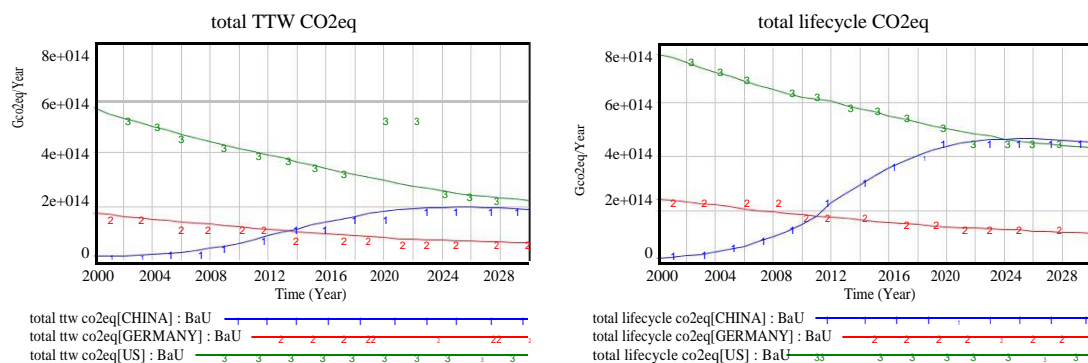 total TTW CO2eq
8e+014
6e+014
4e+014
2e+014
0
Gco2eq/Year
2000 2004 2008 2012 2016 2020 2024 2028
Time (Year)
total ttw co2eq[CHINA] : BaU
total ttw co2eq[GERMANY] : BaU
total ttw co2eq[US] : BaU
total lifecycle CO2eq
8e+014
6e+014
4e+014
2e+014
0
Gco2eq/Year
2000 2004 2008 2012 2016 2020 2024 2028
Time (Year)
total lifecycle co2eq[CHINA] : BaU
total lifecycle co2eq[GERMANY] : BaU
total lifecycle co2eq[US] : BaU